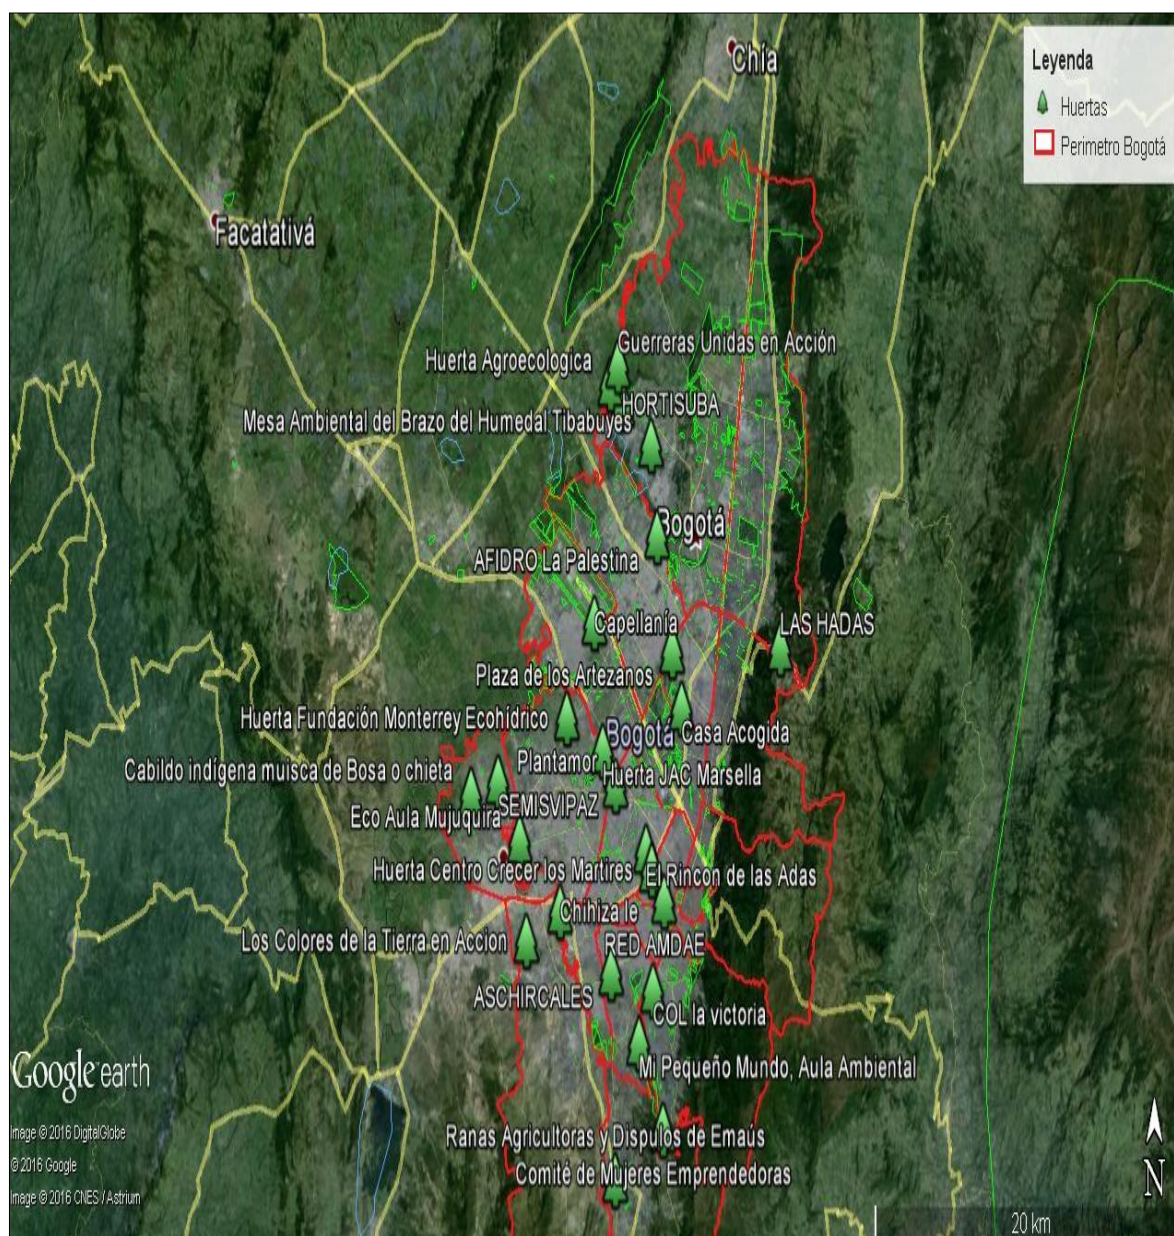 Chía
Leyenda
Huertas
Perimetro Bogotá
Facatativá
Guerreras Unidas en Acción
Huerta Agroecologica
HORTISUBA
Mesa Ambiental del Brazo del Humedal Tibabuyes
Bogotá
AFIDRO La Palestina
Capellanía
LAS HADAS
Plaza de los Artezanos
Huerta Fundación Monterrey Ecohídrico
Casa Acogida
Bogotá
Plantamor
Cabildo indígena muisca de Bosa o chieta
Huerta JAC Marsella
SEMISVIPAZ
Eco Aula Mujuquira
Huerta Centro Crecer los Martires
El Rincon de las Adas
Chihiza Ie
Los Colores de la Tierra en Accion
RED AMDAE
ASCHIRCALES
COL la victoria
Mi Pequeño Mundo, Aula Ambiental
Google earth
Image © 2016 DigitalGlobe
Ranas Agricultoras y Dispulos de Emaús
© 2016 Google
Comité de Mujeres Emprendedoras
Image © 2016 CNES / Astrium
N
20 km